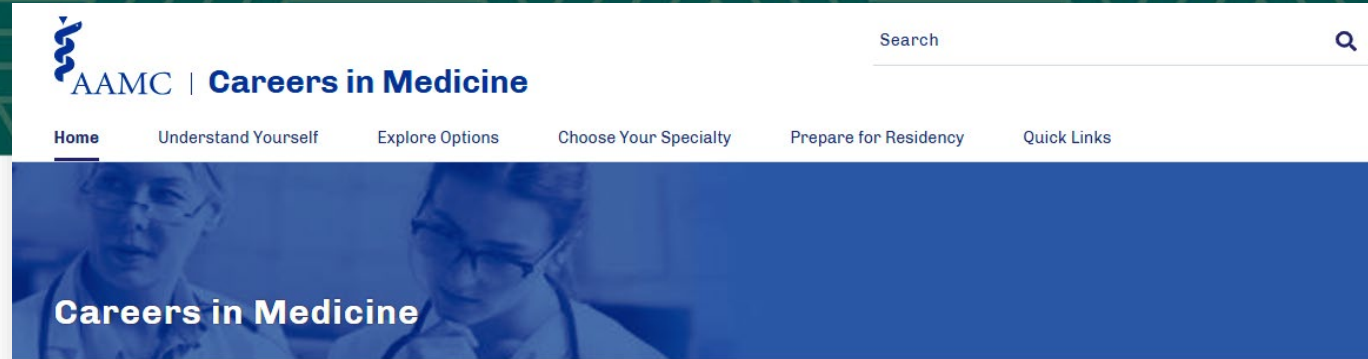 Search
AAMC | Careers in Medicine
Home Understand Yourself Explore Options Choose Your Specialty Prepare for Residency Quick Links
Careers in Medicine